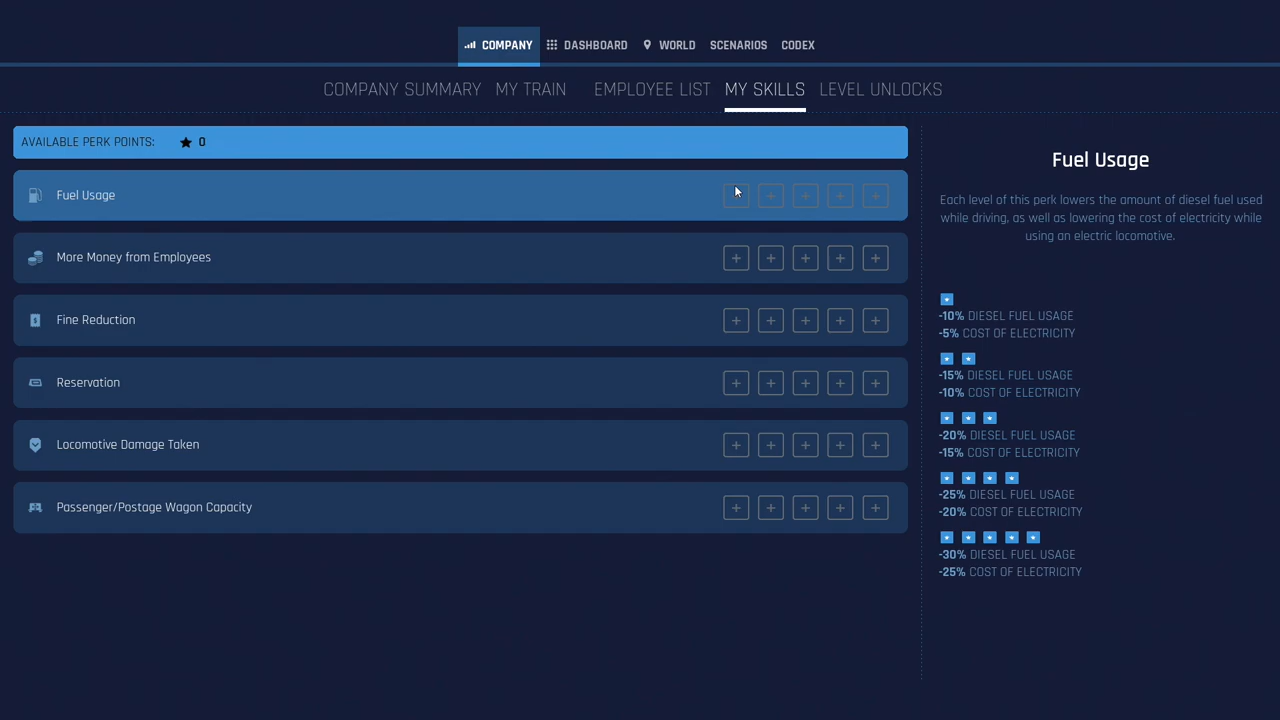 COMPANY
DASHBOARD
WORLD
SCENARIOS
CODEX
COMPANY SUMMARY
MY TRAIN
EMPLOYEE LIST
MY SKILLS
LEVEL UNLOCKS
AVAILABLE PERK POINTS: 0
Fuel Usage
More Money from Employees
Fine Reduction
Reservation
Locomotive Damage Taken
Passenger/Postage Wagon Capacity
Fuel Usage
Each level of this perk lowers the amount of diesel fuel used
while driving, as well as lowering the cost of electricity while
using an electric locomotive.
-10% DIESEL FUEL USAGE
-5% COST OF ELECTRICITY
-15% DIESEL FUEL USAGE
-10% COST OF ELECTRICITY
-20% DIESEL FUEL USAGE
-15% COST OF ELECTRICITY
-25% DIESEL FUEL USAGE
-20% COST OF ELECTRICITY
-30% DIESEL FUEL USAGE
-25% COST OF ELECTRICITY